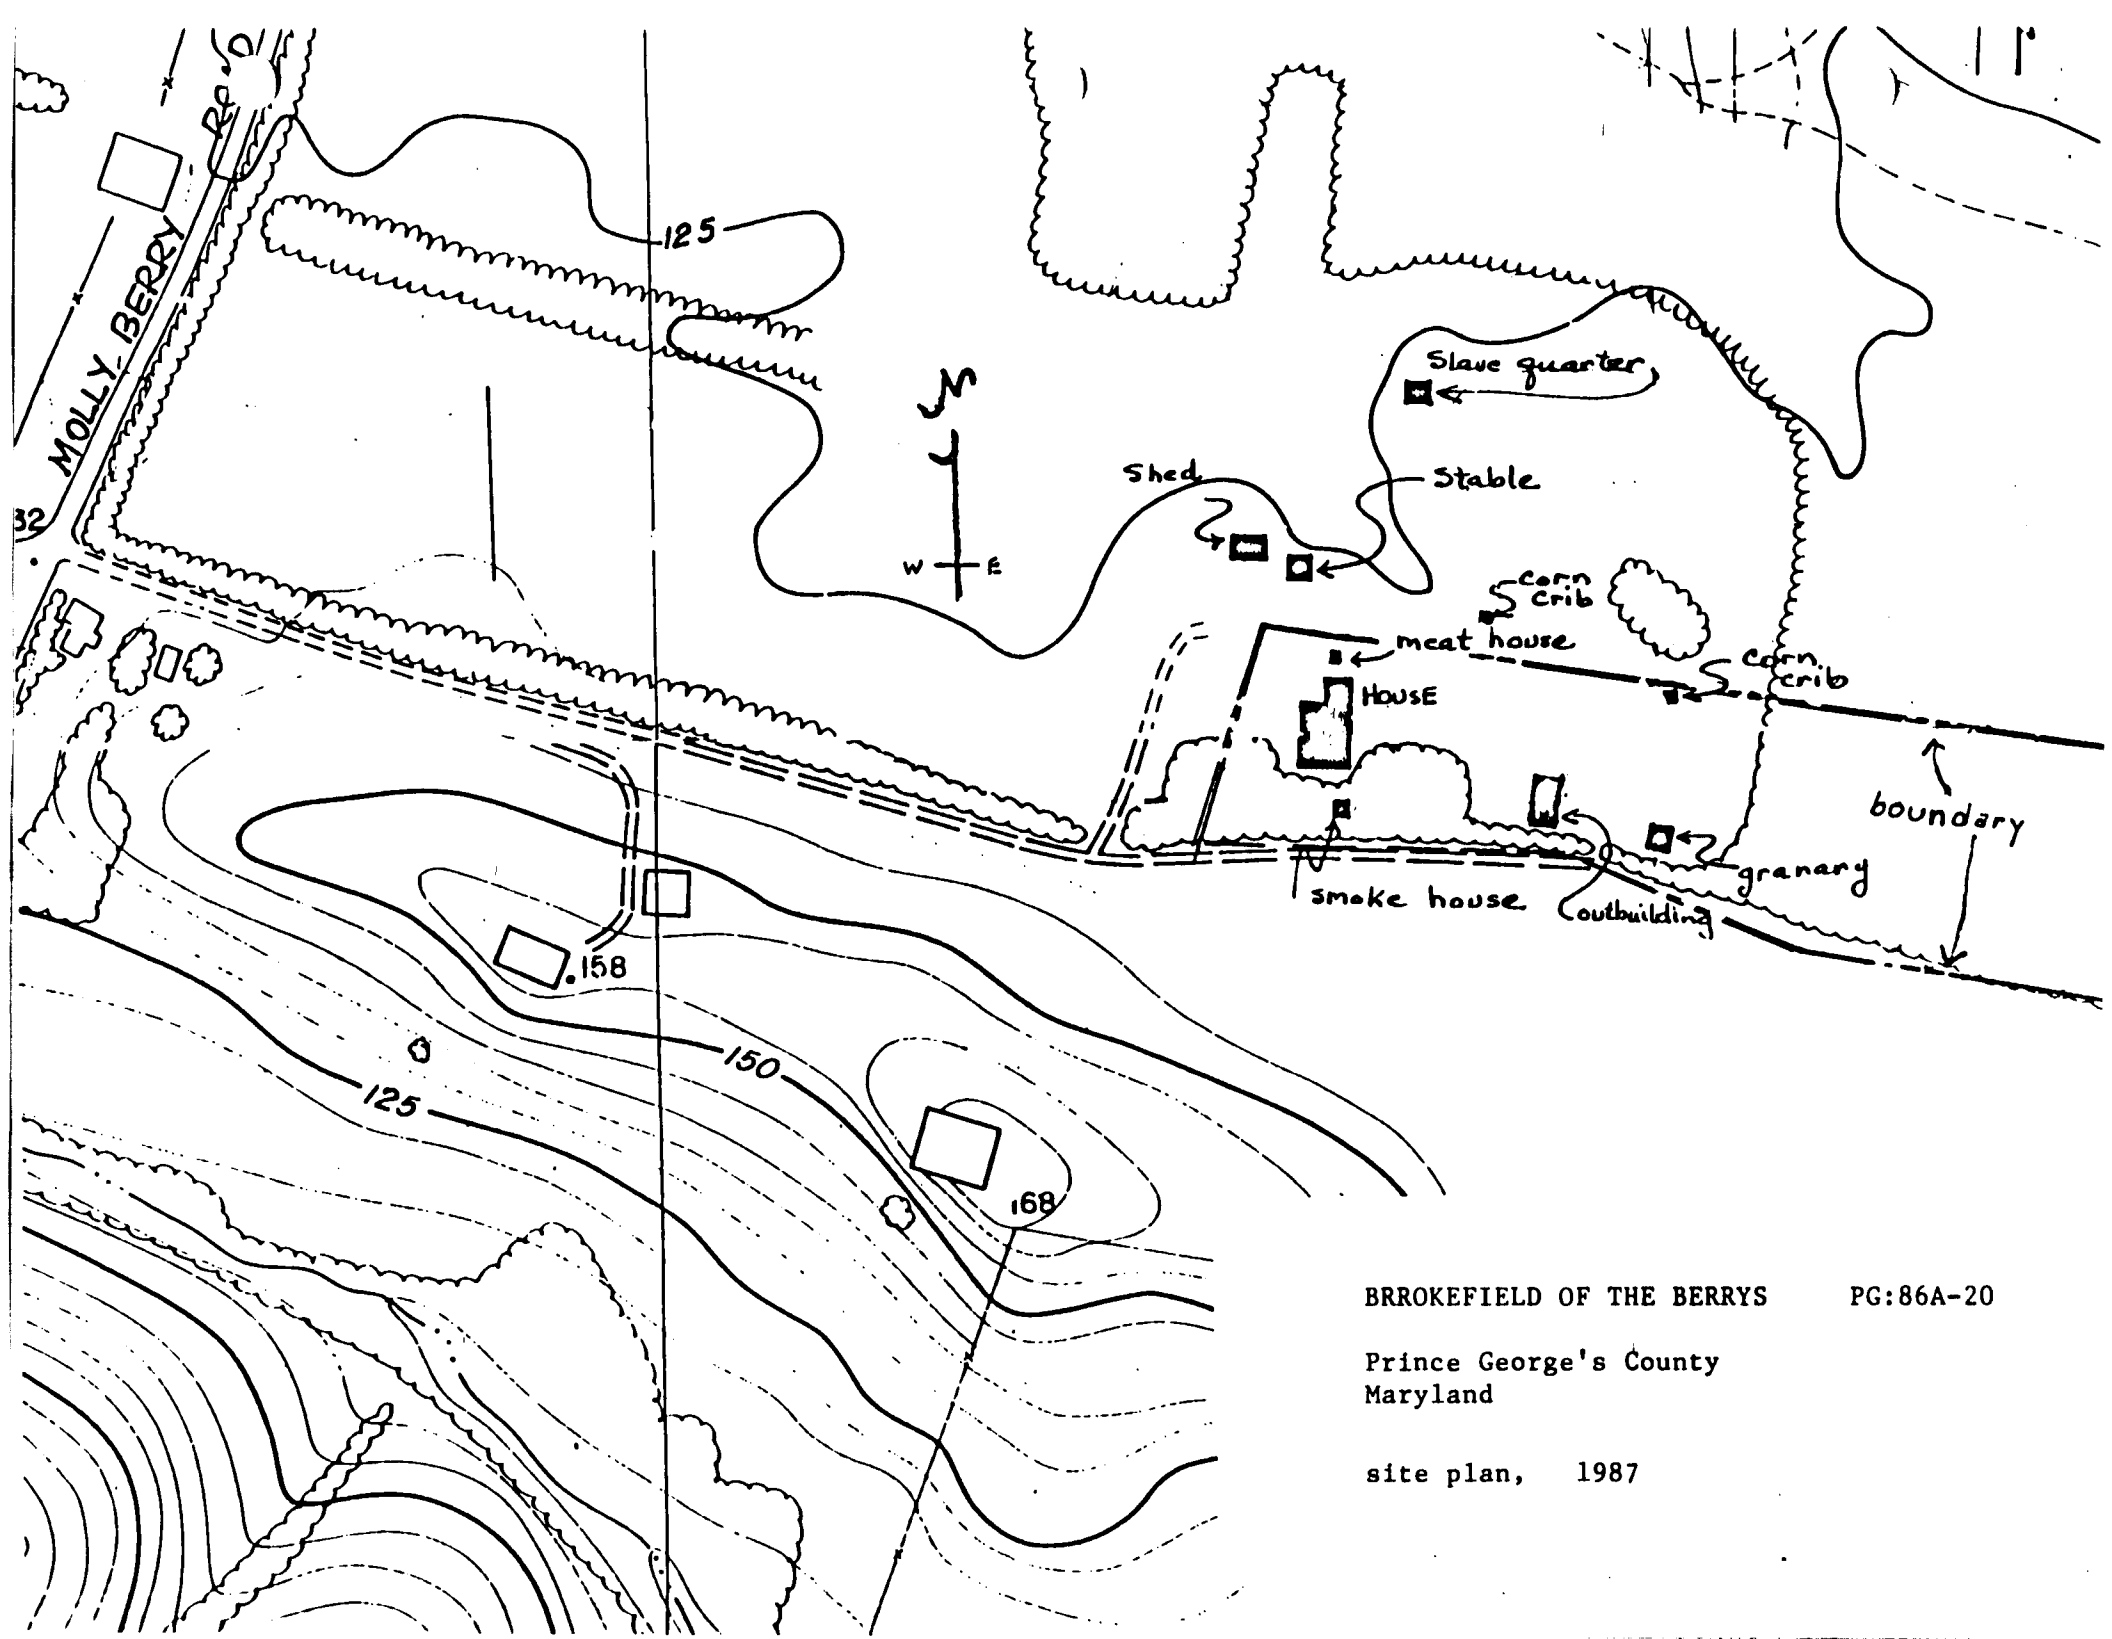 MOLLY BERRY RD
32
125
N
W E
Slave quarter
Shed
Stable
corn
crib
meat house
corn
crib
HOUSE
boundary
granary
smoke house
outbuilding
158
150
125
168
BRROKEFIELD OF THE BERRYS PG:86A-20
Prince George's County
Maryland
site plan, 1987